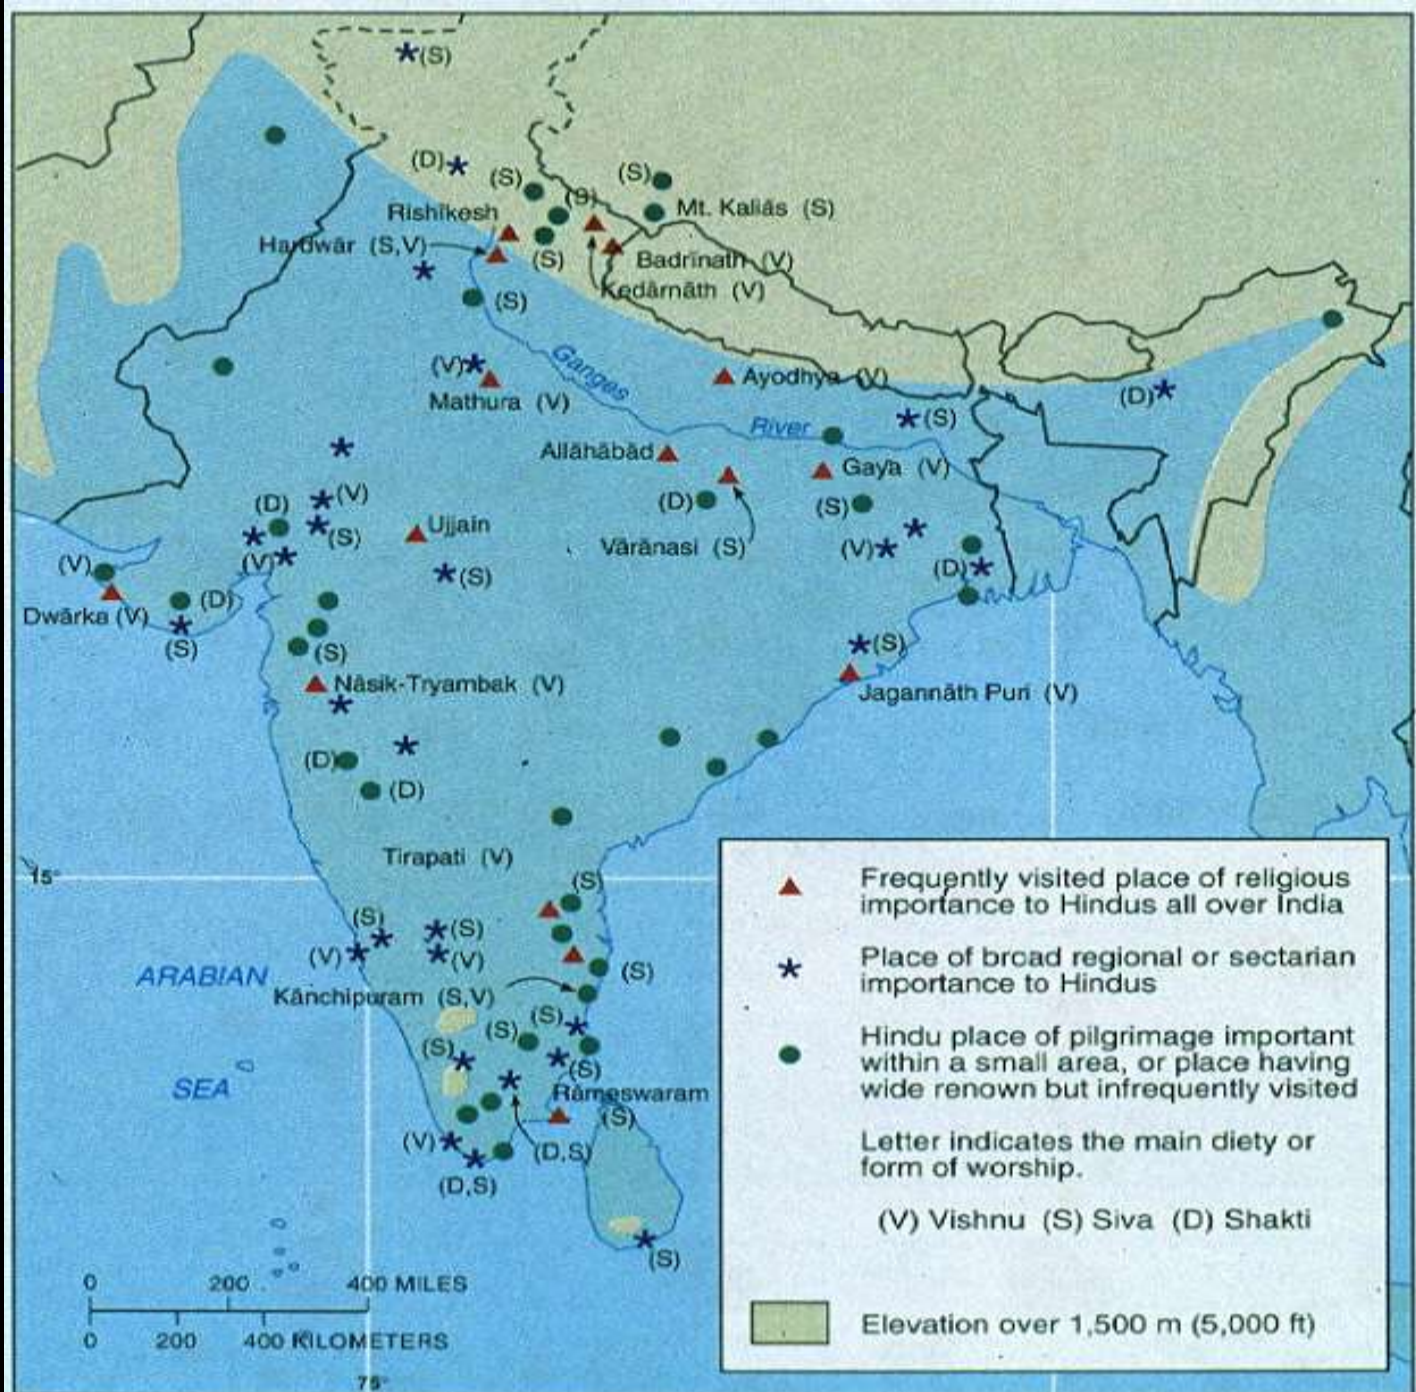 (S)
(D)
(S)
(S)
(S)
Mt. Kaliās (S)
Rishīkesh
Hardwār (S,V)
(S)
Badrīnath (V)
Kedārnāth (V)
(S)
(V)
Mathura (V)
Ganges
River
Ayodhya (V)
(D)
(S)
Allāhābād
Gaya (V)
(D)
(S)
Vārānasi (S)
(V)
(D)
(D)
(V)
(S)
(V)
Ujjain
(S)
(V)
Dwārka (V)
(D)
(S)
(S)
(S)
Jagannāth Puri (V)
Nāsik-Tryambak (V)
(D)
(D)
Tirapati (V)
15°
(S)
(S)
(V)
(S)
(V)
(S)
ARABIAN
SEA
Kānchipuram (S,V)
(S)
(S)
(S)
(S)
Rāmeswaram
(S)
(V)
(D,S)
(D,S)
(S)
0 200 400 MILES
0 200 400 KILOMETERS
75°
Frequently visited place of religious
importance to Hindus all over India
Place of broad regional or sectarian
importance to Hindus
Hindu place of pilgrimage important
within a small area, or place having
wide renown but infrequently visited
Letter indicates the main diety or
form of worship.
(V) Vishnu (S) Siva (D) Shakti
Elevation over 1,500 m (5,000 ft)